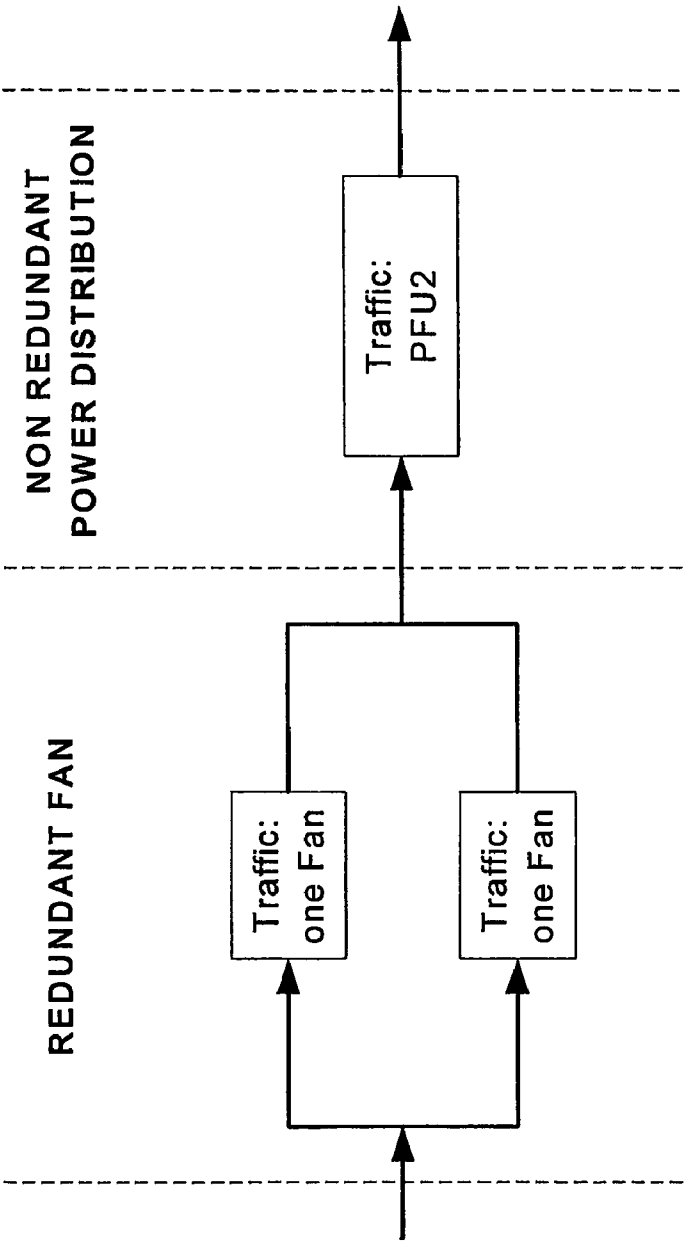 REDUNDANT FAN
NON REDUNDANT
POWER DISTRIBUTION
Traffic:
one Fan
Traffic:
one Fan
Traffic:
PFU2